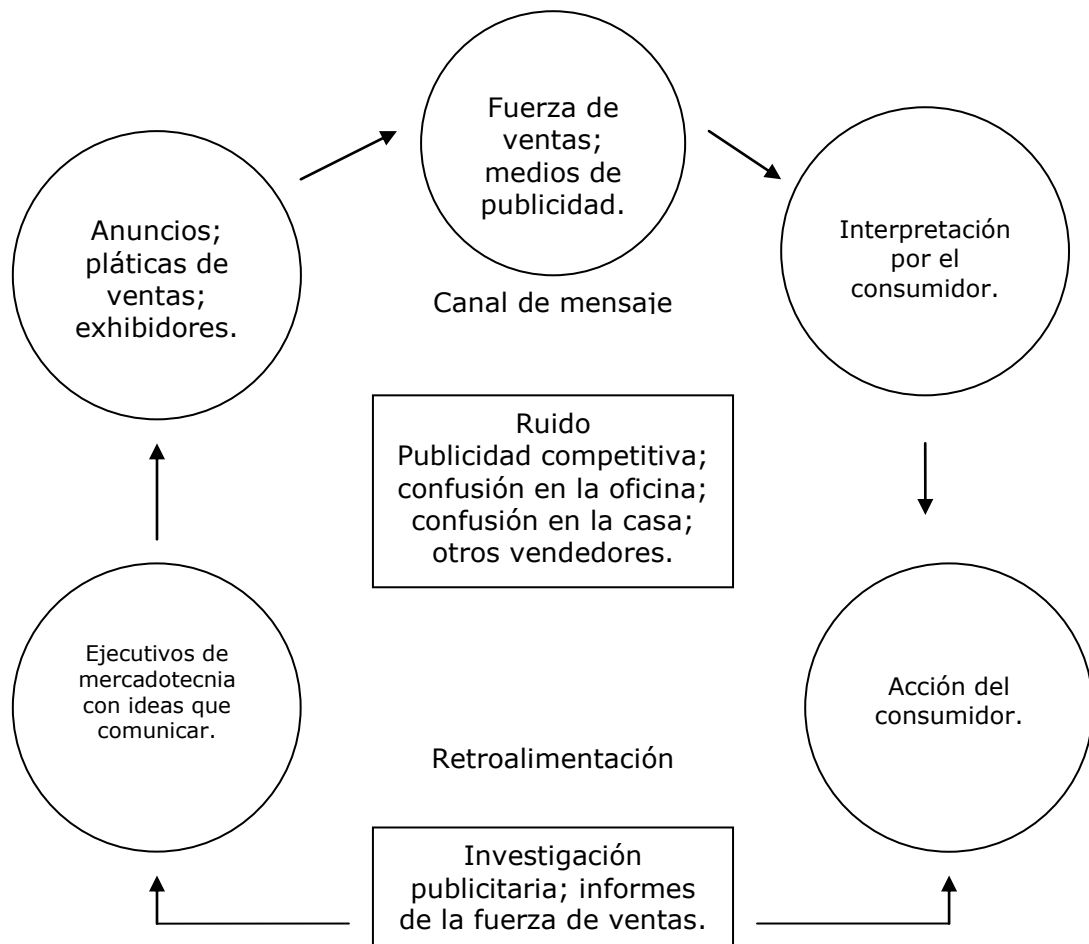 Fuerza de
ventas;
medios de
publicidad.
Canal de mensaje
Anuncios;
pláticas de
ventas;
exhibidores.
Interpretación
por el
consumidor.
Ruido
Publicidad competitiva;
confusión en la oficina;
confusión en la casa;
otros vendedores.
Ejecutivos de
mercadotecnia
con ideas que
comunicar.
Acción del
consumidor.
Retroalimentación
Investigación
publicitaria; informes
de la fuerza de ventas.